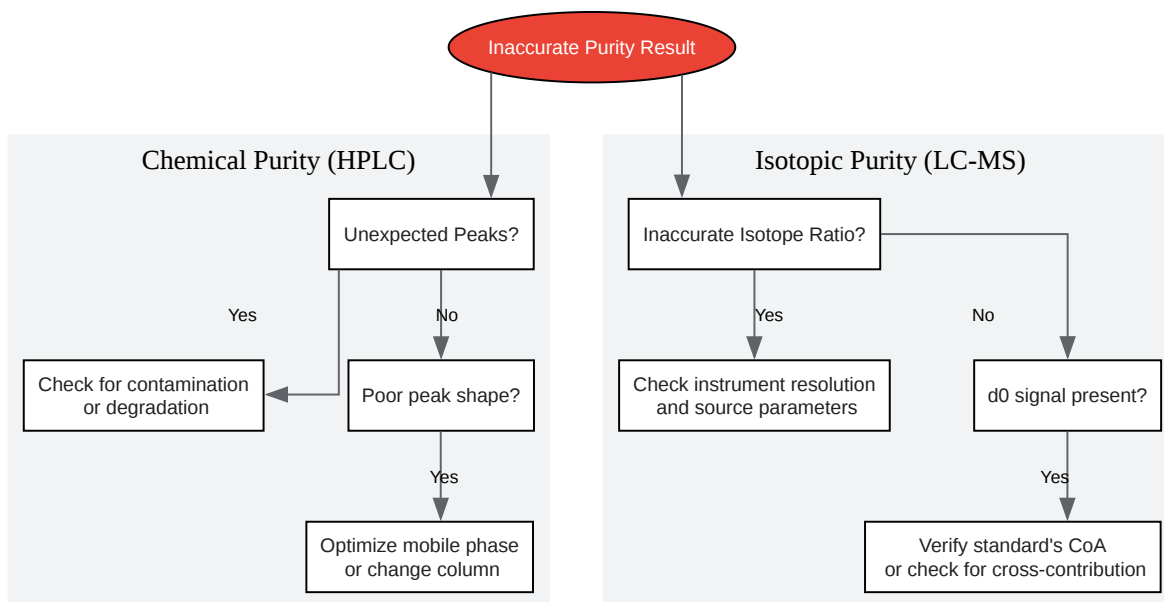 Inaccurate Purity Result
Chemical Purity (HPLC)
Unexpected Peaks?
Yes
No
Check for contamination
or degradation
Poor peak shape?
Yes
Optimize mobile phase
or change column
Isotopic Purity (LC-MS)
Inaccurate Isotope Ratio?
Yes
No
Check instrument resolution
and source parameters
d0 signal present?
Yes
Verify standard's CoA
or check for cross-contribution